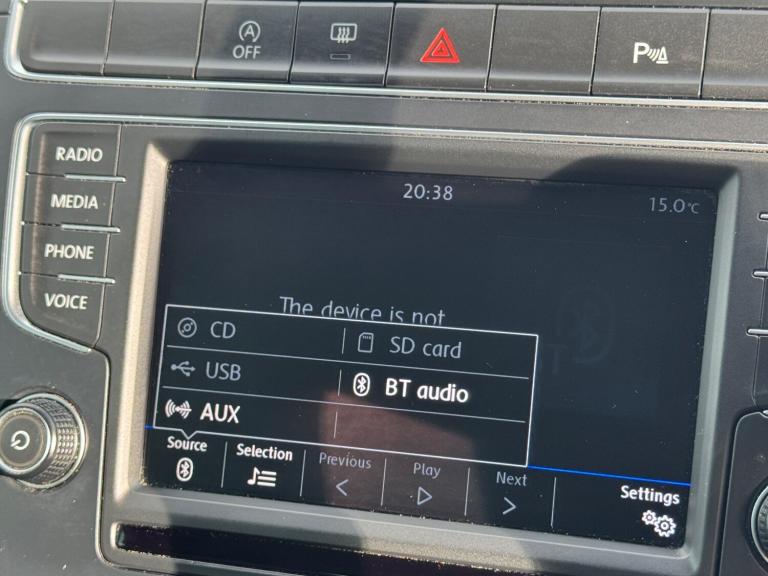 OFF
P
RADIO
MEDIA
PHONE
VOICE
20:38
15.0°C
The device is not
CD
SD card
USB
BT audio
AUX
Source
Selection
Previous
Play
Next
Settings